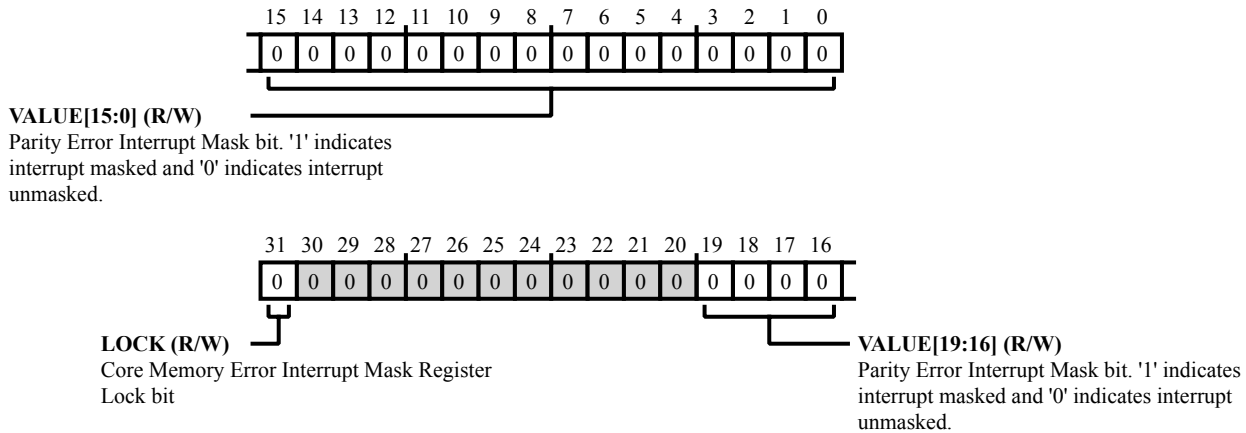 15 14 13 12 11 10 9 8 7 6 5 4 3 2 1 0
0 0 0 0 0 0 0 0 0 0 0 0 0 0 0 0
VALUE[15:0] (R/W)
Parity Error Interrupt Mask bit. '1' indicates
interrupt masked and '0' indicates interrupt
unmasked.
31 30 29 28 27 26 25 24 23 22 21 20 19 18 17 16
0 0 0 0 0 0 0 0 0 0 0 0 0 0 0 0
LOCK (R/W)
Core Memory Error Interrupt Mask Register
Lock bit
VALUE[19:16] (R/W)
Parity Error Interrupt Mask bit. '1' indicates
interrupt masked and '0' indicates interrupt
unmasked.